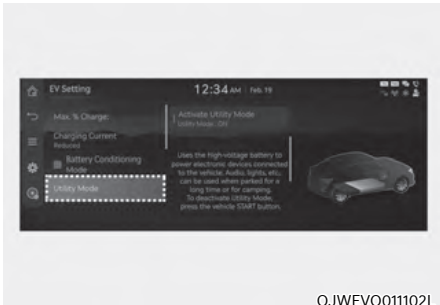 EV Setting
12:34 AM Feb. 19
Max. % Charge:
Charging Current
Reduced
Battery Conditioning
Mode
Utility Mode
Activate Utility Mode
Utility Mode: ON
Uses the high-voltage battery to
power electronic devices connected
to the vehicle. Audio, lights, etc.,
can be used when parked for a
long time or for camping.
To deactivate Utility Mode,
press the vehicle START button.
OJWEVQ011102L